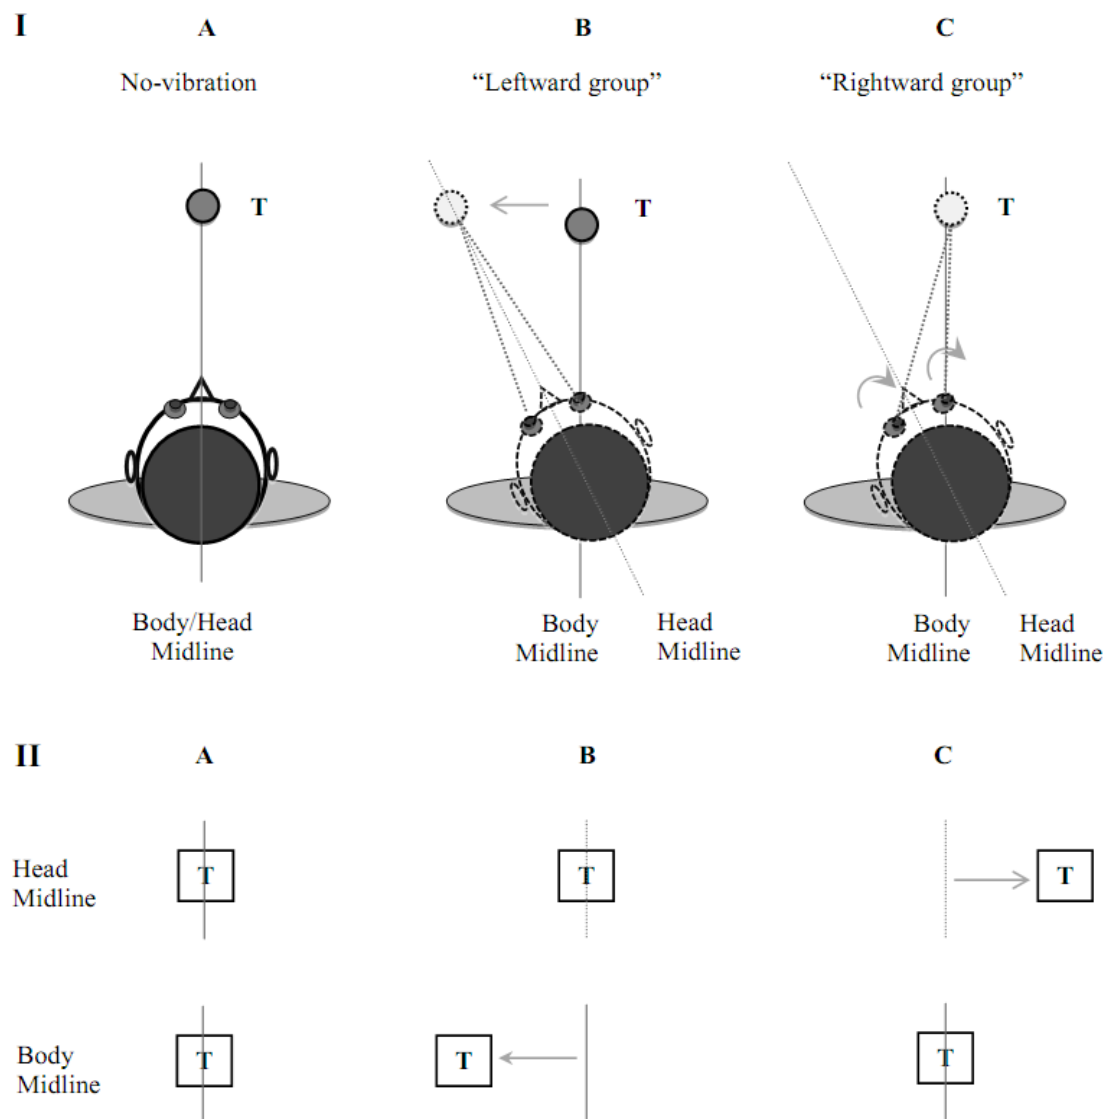 I A B C
No-vibration “Leftward group” “Rightward group”
T T T
Body/Head
Midline
Body
Midline
Head
Midline
Body
Midline
Head
Midline
II A B C
Head
Midline
T T T
Body
Midline
T T T